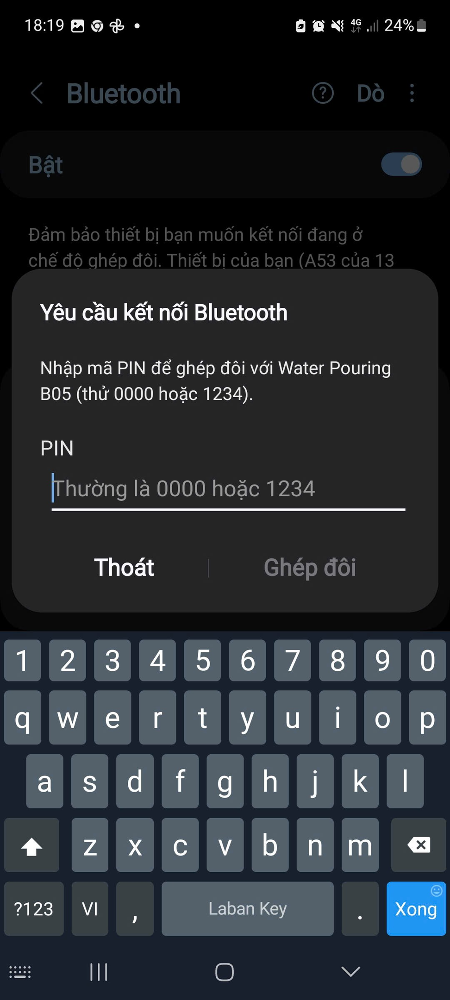 18:19
4G 24%
Bluetooth
? Dò
Bật
Đảm bảo thiết bị bạn muốn kết nối đang ở
chế độ ghép đôi. Thiết bị của bạn (A53 của 13
Yêu cầu kết nối Bluetooth
Nhập mã PIN để ghép đôi với Water Pouring
B05 (thử 0000 hoặc 1234).
PIN
Thường là 0000 hoặc 1234
Thoát
Ghép đôi
1 2 3 4 5 6 7 8 9 0
q w e r t y u i o p
a s d f g h j k l
z x c v b n m
?123 VI , Laban Key . Xong